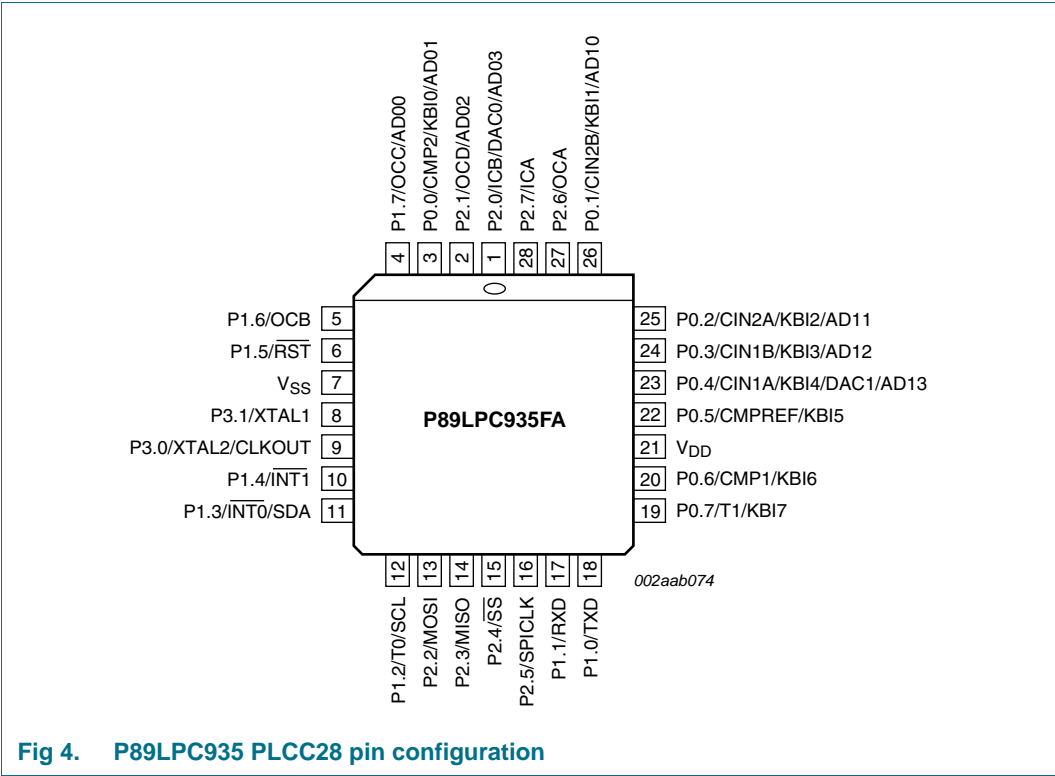 P1.7/OCC/AD00
P0.0/CMP2/KBI0/AD01
P2.1/OCD/AD02
P2.0/ICB/DAC0/AD03
P2.7/ICA
P2.6/OCA
P0.1/CIN2B/KBI1/AD10
4
3
2
1
28
27
26
P1.6/OCB 5
P1.5/R̅S̅T̅ 6
VSS 7
P3.1/XTAL1 8
P3.0/XTAL2/CLKOUT 9
P1.4/I̅N̅T̅1̅ 10
P1.3/I̅N̅T̅0̅/SDA 11
P89LPC935FA
25 P0.2/CIN2A/KBI2/AD11
24 P0.3/CIN1B/KBI3/AD12
23 P0.4/CIN1A/KBI4/DAC1/AD13
22 P0.5/CMPREF/KBI5
21 VDD
20 P0.6/CMP1/KBI6
19 P0.7/T1/KBI7
12
13
14
15
16
17
18
P1.2/T0/SCL
P2.2/MOSI
P2.3/MISO
P2.4/S̅S̅
P2.5/SPICLK
P1.1/RXD
P1.0/TXD
002aab074
Fig 4. P89LPC935 PLCC28 pin configuration